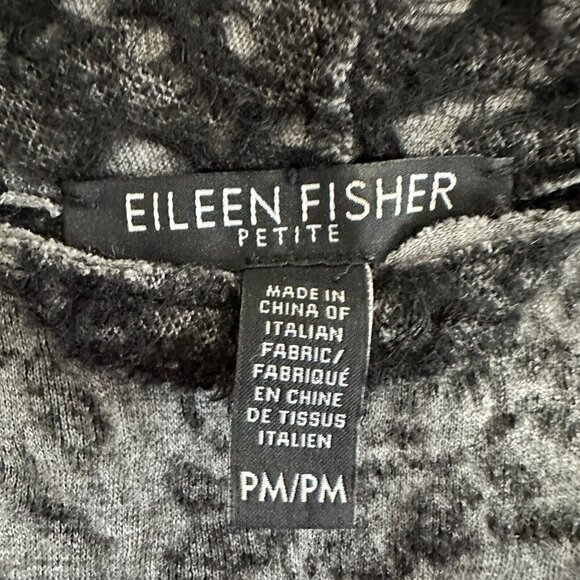 EILEEN FISHER
PETITE
MADE IN
CHINA OF
ITALIAN
FABRIC/
FABRIQUÉ
EN CHINE
DE TISSUS
ITALIEN
PM/PM